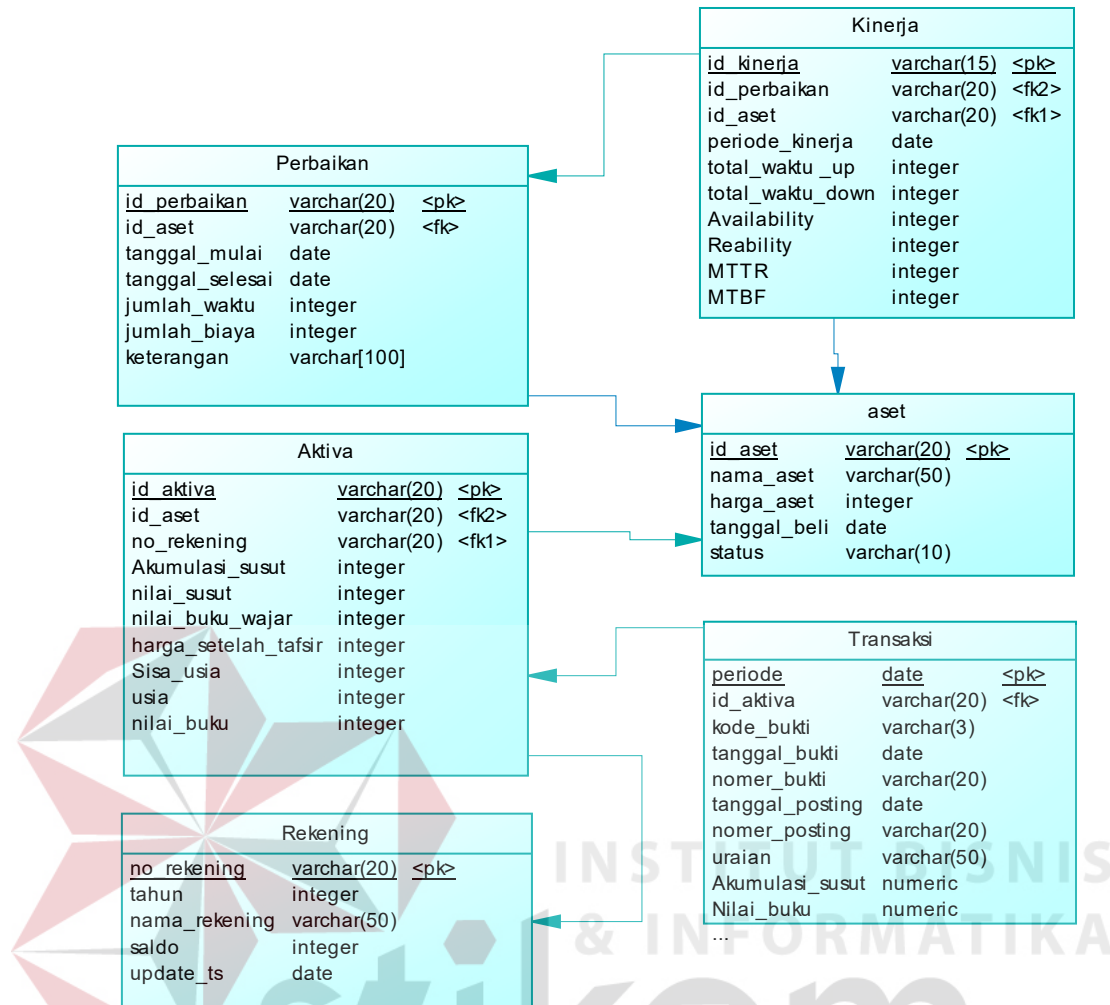 Kinerja
id_kinerja varchar(15) <pk>
id_perbaikan varchar(20) <fk2>
id_aset varchar(20) <fk1>
periode_kinerja date
total_waktu _up integer
total_waktu_down integer
Availability integer
Reability integer
MTTR integer
MTBF integer
Perbaikan
id_perbaikan varchar(20) <pk>
id_aset varchar(20) <fk>
tanggal_mulai date
tanggal_selesai date
jumlah_waktu integer
jumlah_biaya integer
keterangan varchar[100]
aset
id_aset varchar(20) <pk>
nama_aset varchar(50)
harga_aset integer
tanggal_beli date
status varchar(10)
Aktiva
id_aktiva varchar(20) <pk>
id_aset varchar(20) <fk2>
no_rekening varchar(20) <fk1>
Akumulasi_susut integer
nilai_susut integer
nilai_buku_wajar integer
harga_setelah_tafsir integer
Sisa_usia integer
usia integer
nilai_buku integer
Transaksi
periode date <pk>
id_aktiva varchar(20) <fk>
kode_bukti varchar(3)
tanggal_bukti date
nomer_bukti varchar(20)
tanggal_posting date
nomer_posting varchar(20)
uraian varchar(50)
Akumulasi_susut numeric
Nilai_buku numeric
...
Rekening
no_rekening varchar(20) <pk>
tahun integer
nama_rekening varchar(50)
saldo integer
update_ts date
INSTITUT BISNIS
& INFORMATIKA
stikom